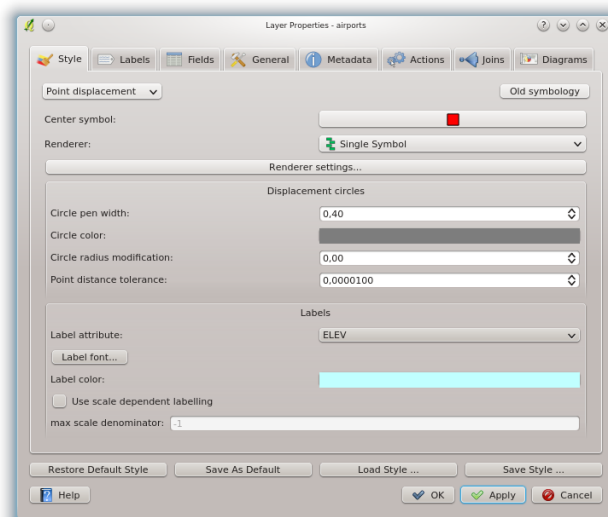 Layer Properties - airports
Style Labels Fields General Metadata Actions Joins Diagrams
Point displacement Old symbology
Center symbol:
Renderer: Single Symbol
Renderer settings...
Displacement circles
Circle pen width: 0,40
Circle color:
Circle radius modification: 0,00
Point distance tolerance: 0,0000100
Labels
Label attribute: ELEV
Label font...
Label color:
Use scale dependent labelling
max scale denominator: -1
Restore Default Style Save As Default Load Style ... Save Style ...
Help OK Apply Cancel